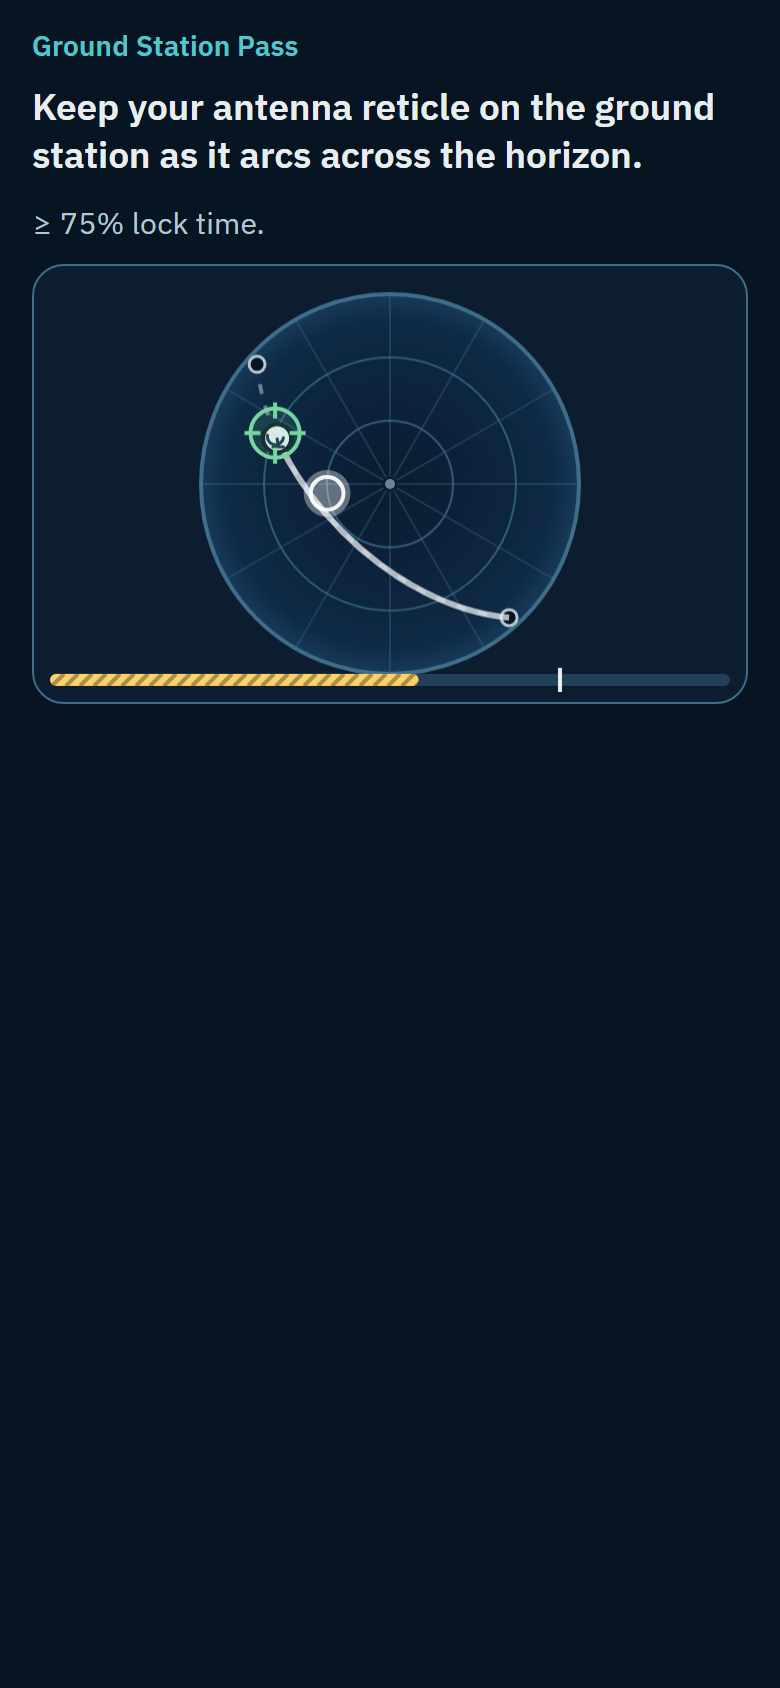 Ground Station Pass
Keep your antenna reticle on the ground
station as it arcs across the horizon.
≥ 75% lock time.